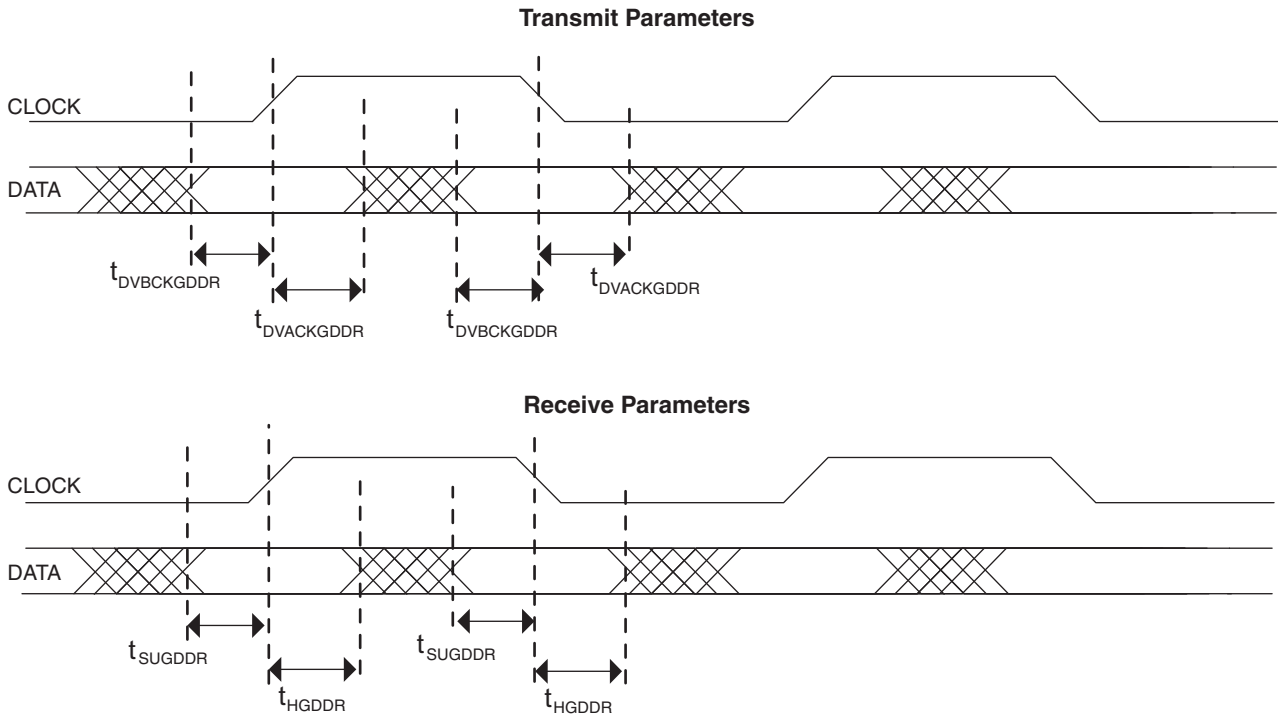 Transmit Parameters
CLOCK
DATA
tDVBCKGDDR
tDVACKGDDR
tDVACKGDDR
tDVBCKGDDR
Receive Parameters
CLOCK
DATA
tSUGDDR
tSUGDDR
tHGDDR
tHGDDR